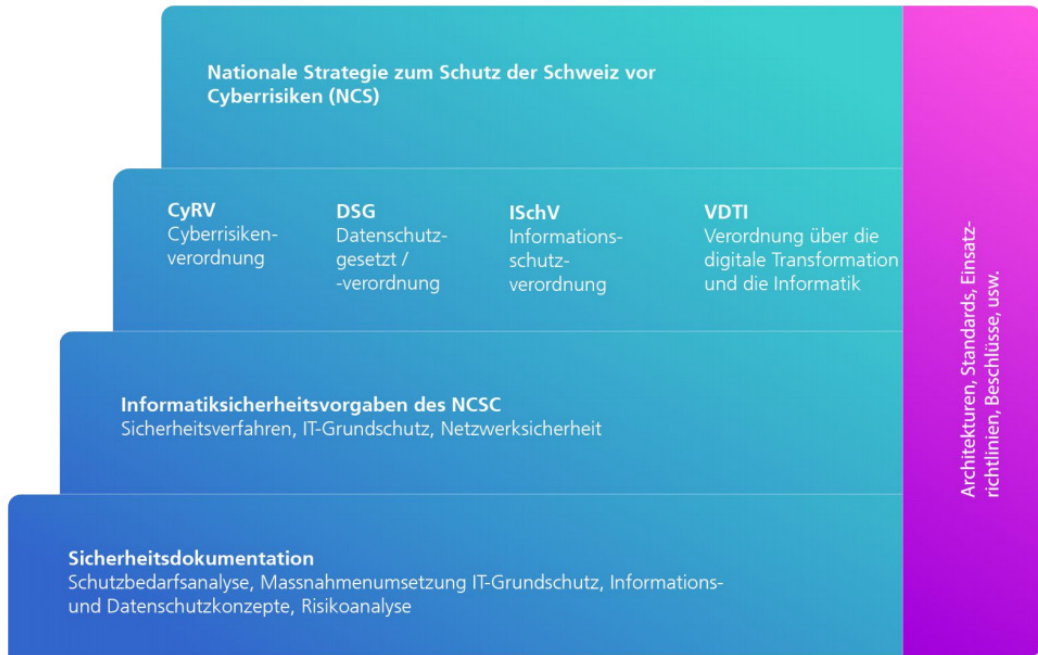 Nationale Strategie zum Schutz der Schweiz vor
Cyberrisiken (NCS)
CyRV
Cyberrisiken-
verordnung
DSG
Datenschutz-
gesetzt /
-verordnung
ISchV
Informations-
schutz-
verordnung
VDTI
Verordnung über die
digitale Transformation
und die Informatik
Informatiksicherheitsvorgaben des NCSC
Sicherheitsverfahren, IT-Grundschutz, Netzwerksicherheit
Sicherheitsdokumentation
Schutzbedarfsanalyse, Massnahmenumsetzung IT-Grundschutz, Informations-
und Datenschutzkonzepte, Risikoanalyse
Architekturen, Standards, Einsatz-
richtlinien, Beschlüsse, usw.